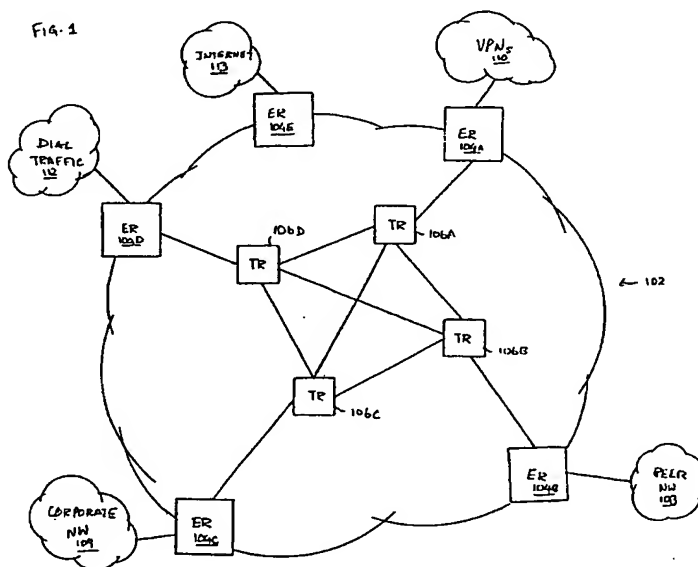 FIG. 1
INTERNET
113
VPNs
110
ER
104E
ER
104A
DIAL
TRAFFIC
112
ER
104D
106D
TR
TR
106A
102
TR
106B
TR
106C
ER
104B
PEER
NW
103
CORPORATE
NW
109
ER
104C